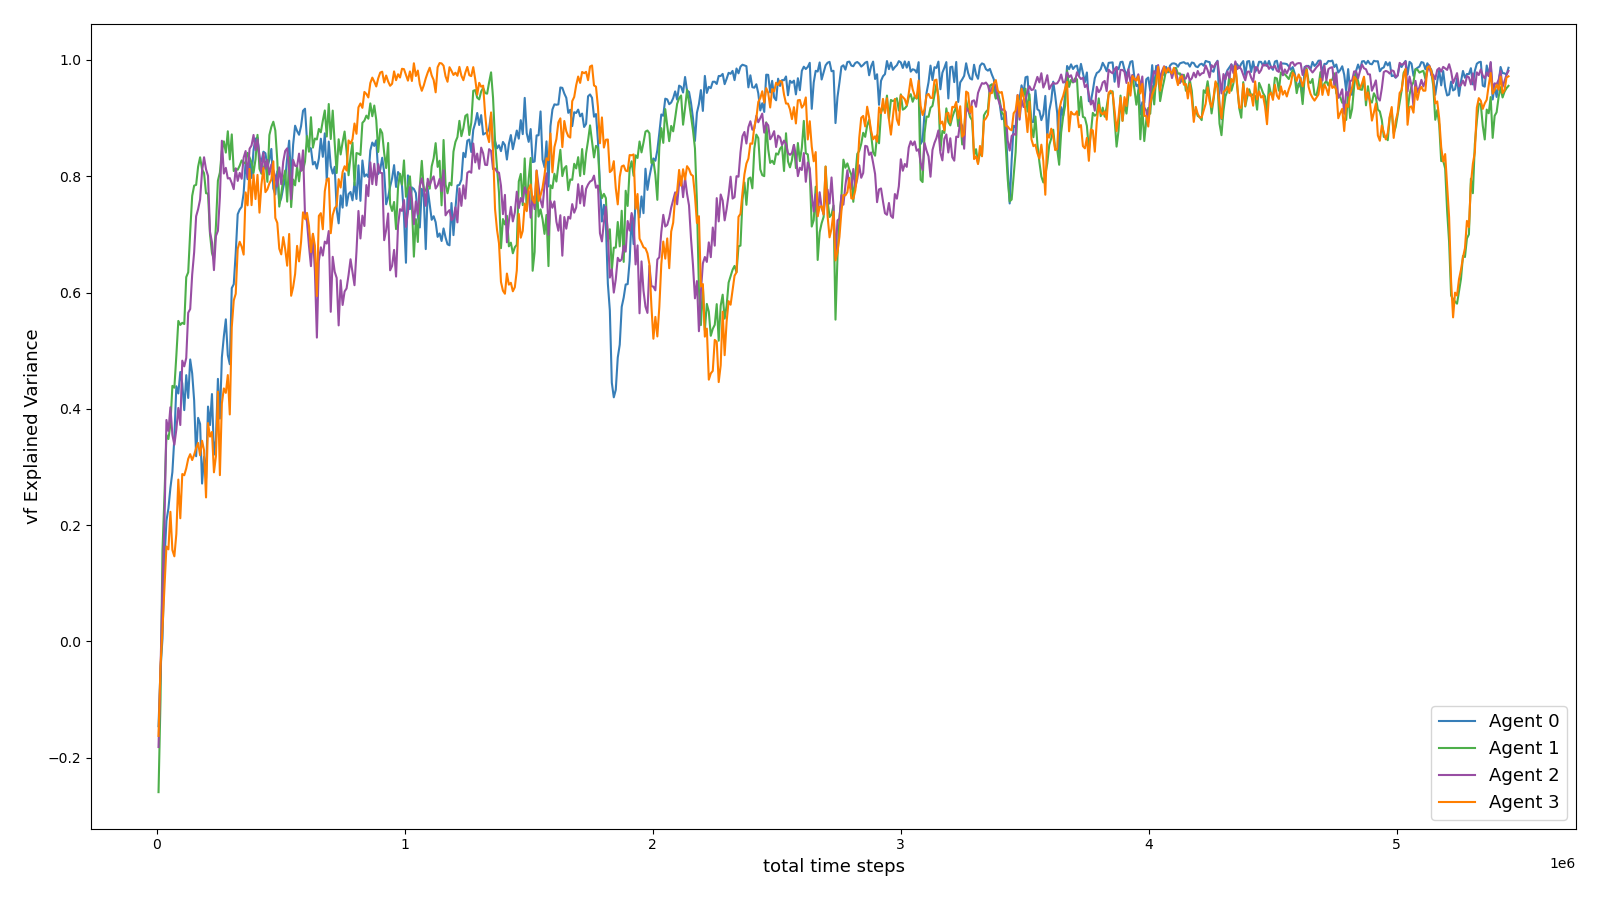 vf Explained Variance
1.0
0.8
0.6
0.4
0.2
0.0
−0.2
0 1 2 3 4 5
1e6
total time steps
Agent 0
Agent 1
Agent 2
Agent 3